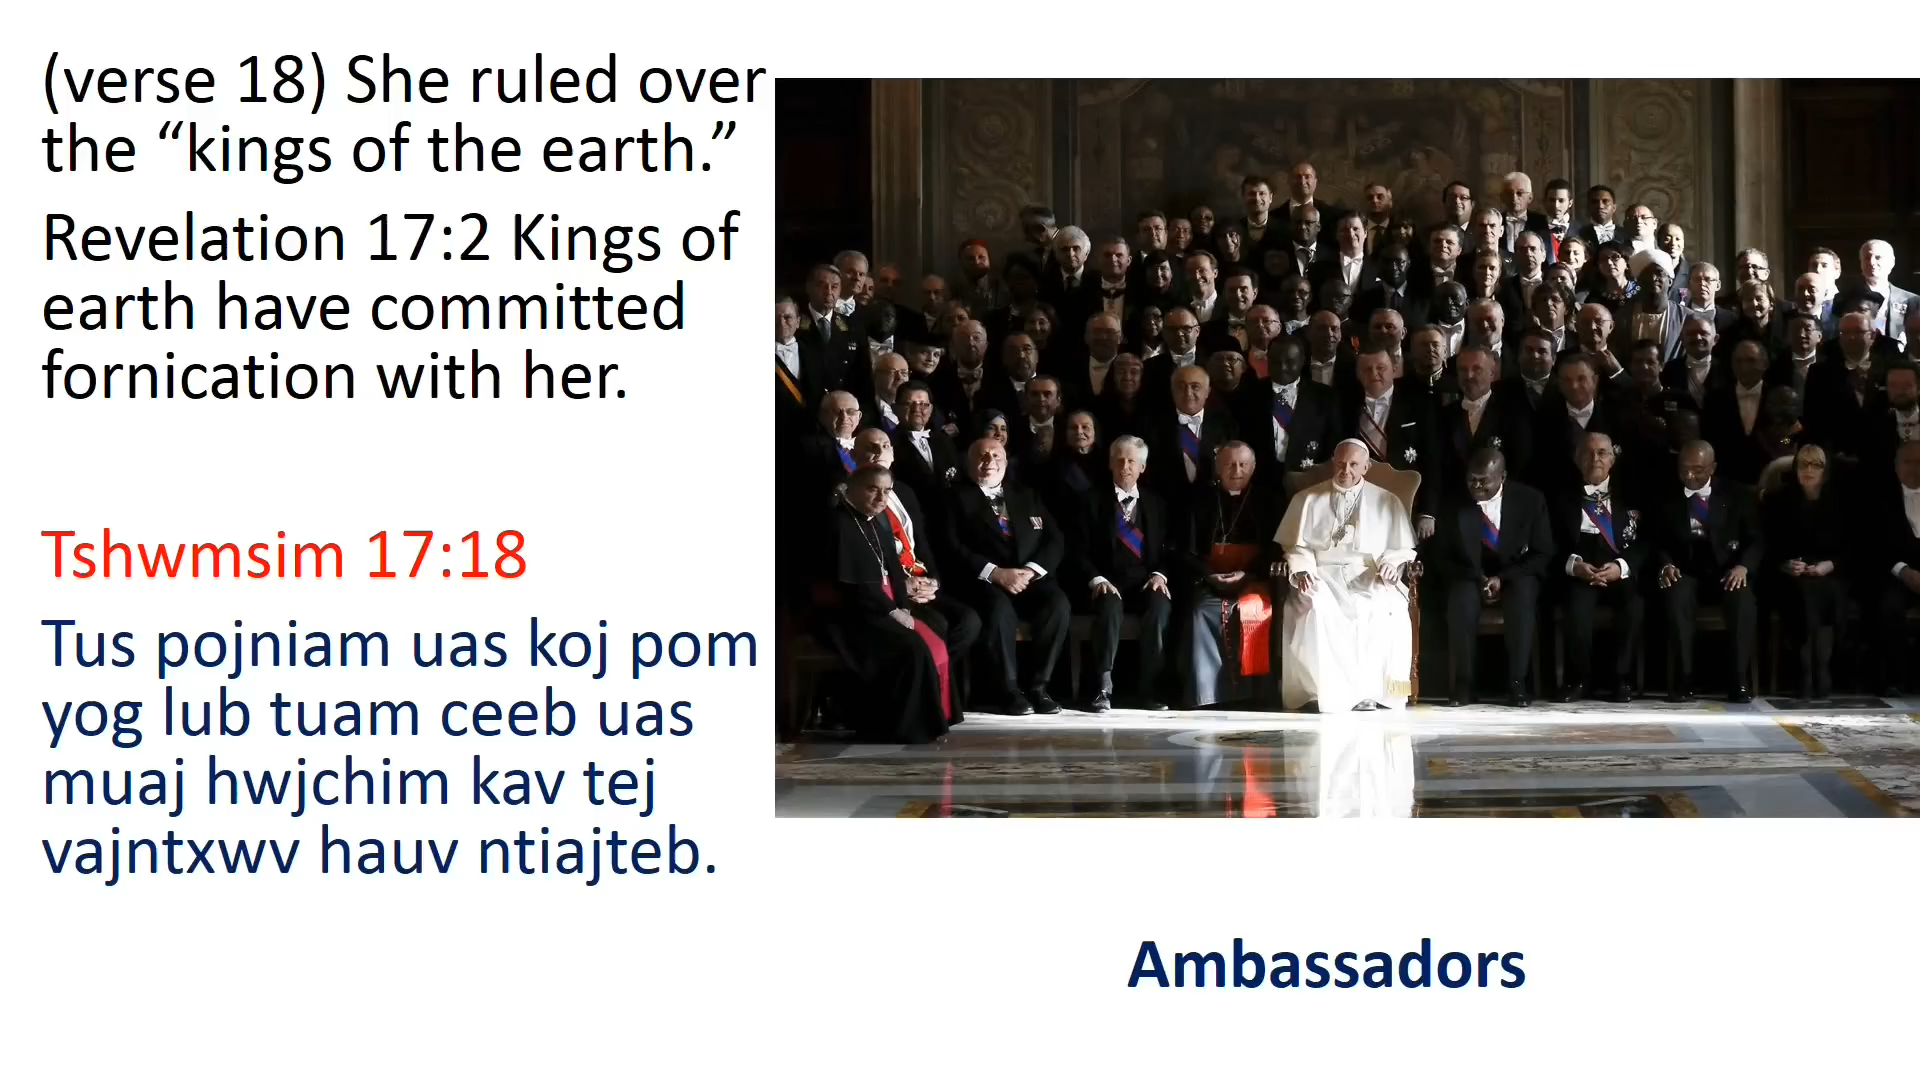 (verse 18) She ruled over
the “kings of the earth.”
Revelation 17:2 Kings of
earth have committed
fornication with her.
Tshwmsim 17:18
Tus pojniam uas koj pom
yog lub tuam ceeb uas
muaj hwjchim kav tej
vajntxwv hauv ntiajteb.
Ambassadors